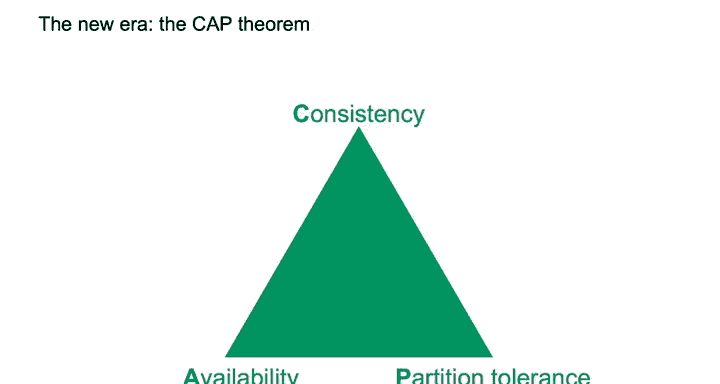 The new era: the CAP theorem
Consistency
Availability
Partition tolerance